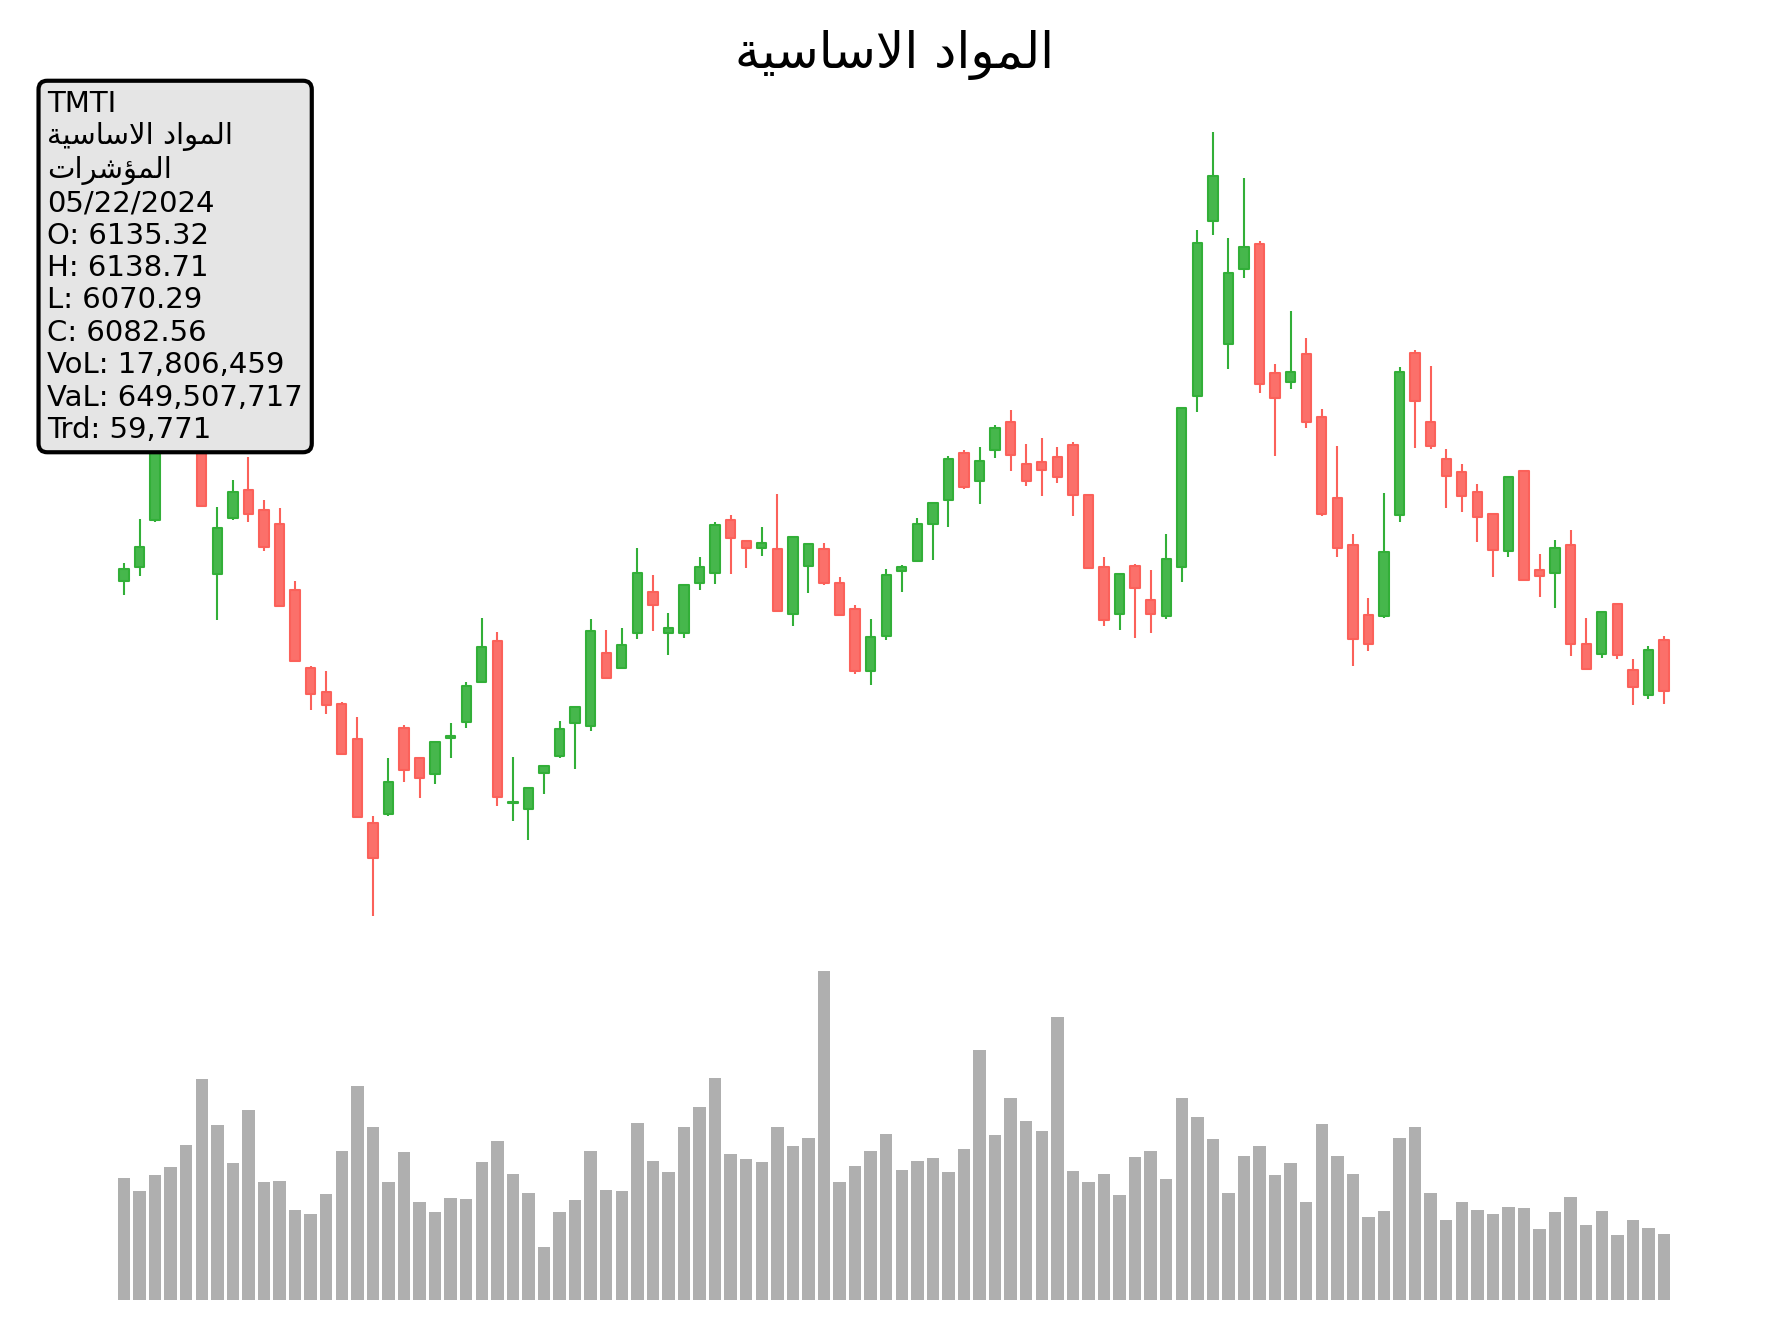 المواد الاساسية
TMTI
المواد الاساسية
المؤشرات
05/22/2024
O: 6135.32
H: 6138.71
L: 6070.29
C: 6082.56
VoL: 17,806,459
VaL: 649,507,717
Trd: 59,771